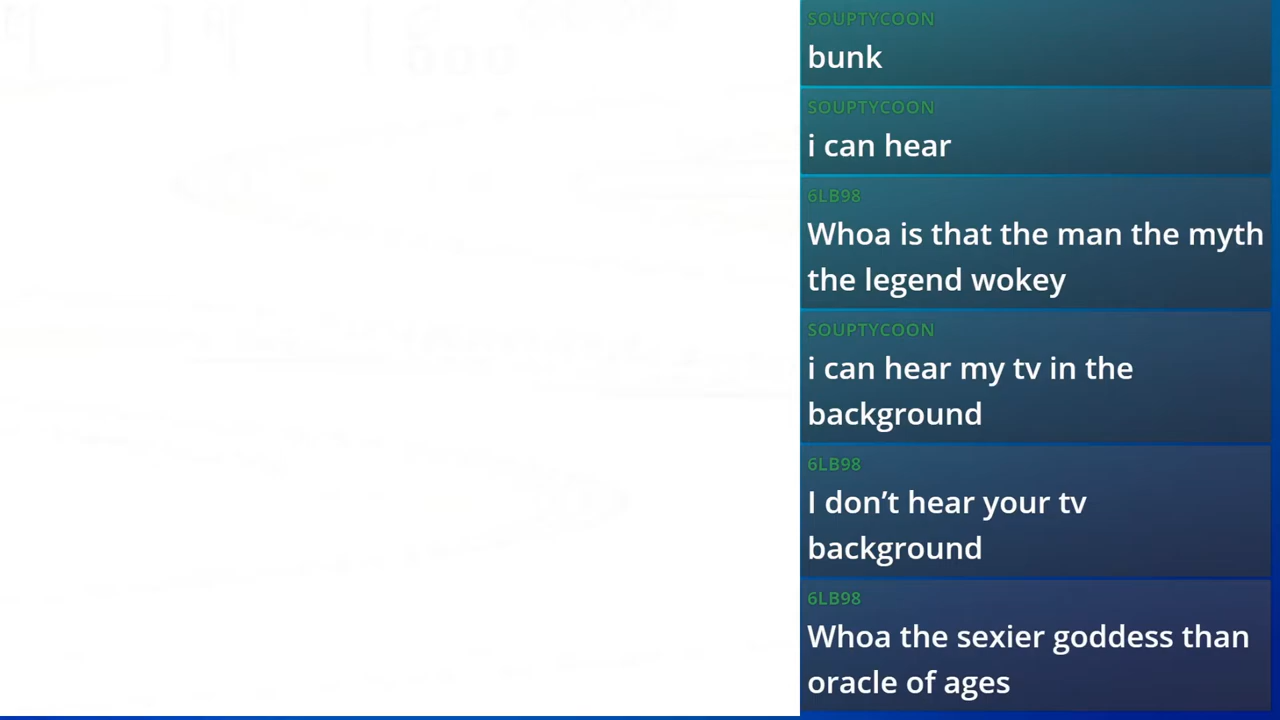 SOUPTYCOON
bunk
SOUPTYCOON
i can hear
6LB98
Whoa is that the man the myth
the legend wokey
SOUPTYCOON
i can hear my tv in the
background
6LB98
I don’t hear your tv
background
6LB98
Whoa the sexier goddess than
oracle of ages